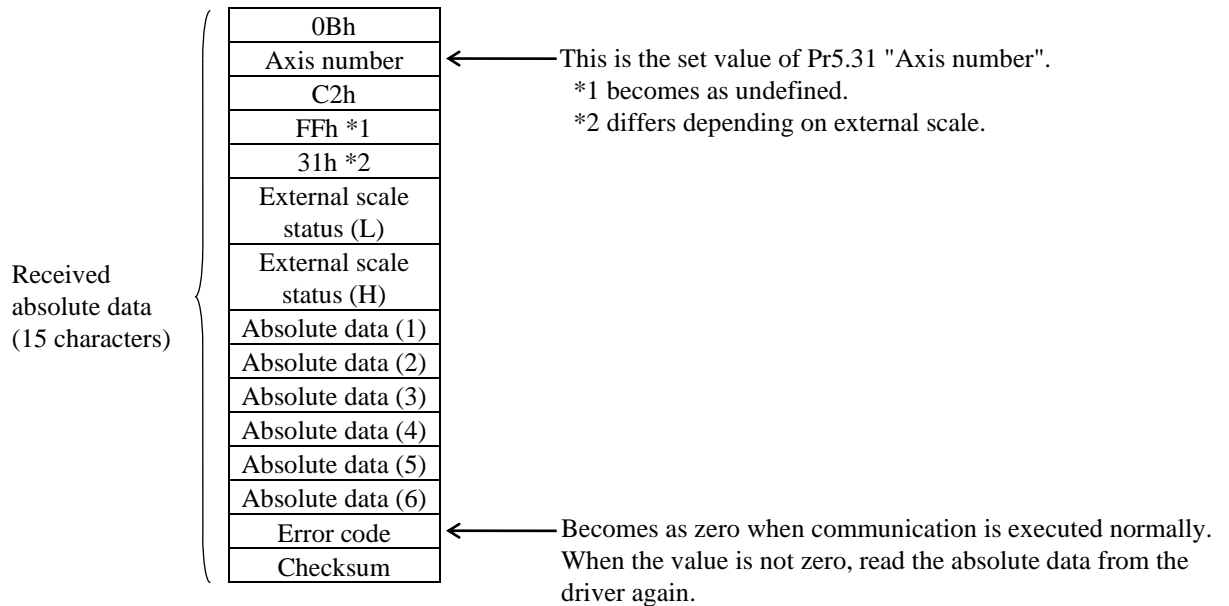 0Bh
Axis number
C2h
FFh *1
31h *2
External scale
status (L)
External scale
status (H)
Absolute data (1)
Absolute data (2)
Absolute data (3)
Absolute data (4)
Absolute data (5)
Absolute data (6)
Error code
Checksum
Received
absolute data
(15 characters)
This is the set value of Pr5.31 "Axis number".
*1 becomes as undefined.
*2 differs depending on external scale.
Becomes as zero when communication is executed normally.
When the value is not zero, read the absolute data from the
driver again.